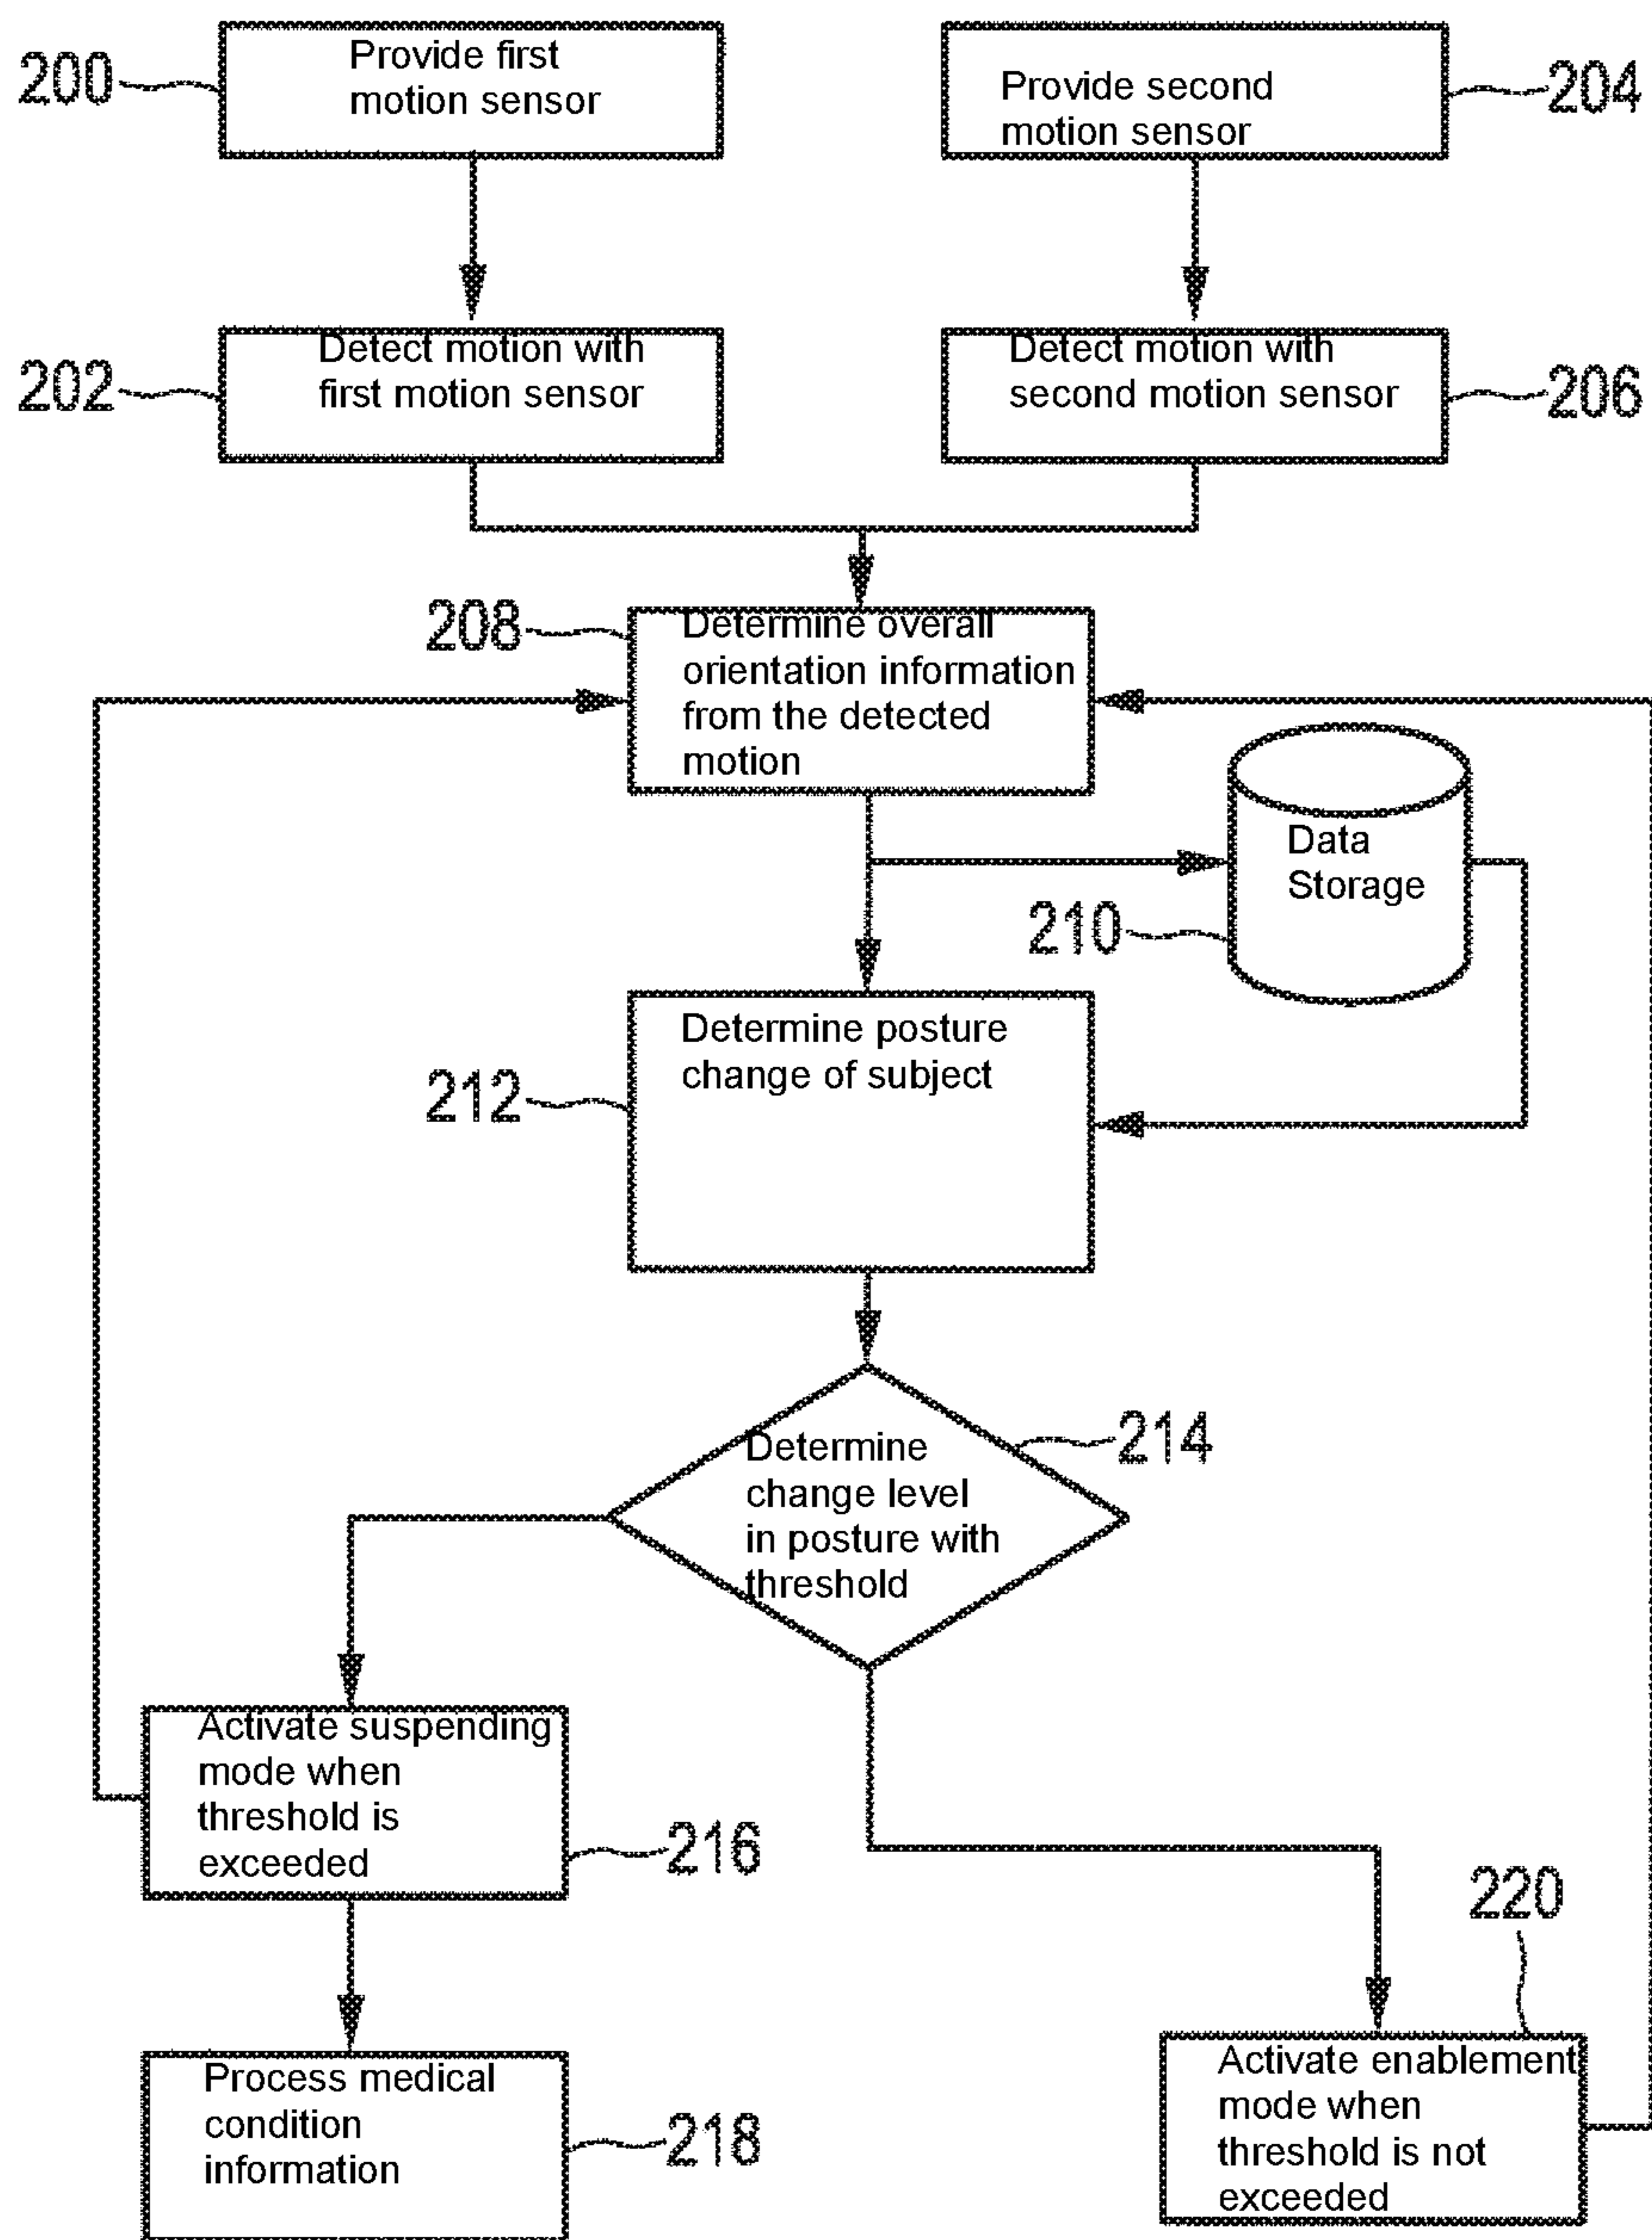 200
Provide first
motion sensor
Provide second
motion sensor
204
202
Detect motion with
first motion sensor
Detect motion with
second motion sensor
206
208
Determine overall
orientation information
from the detected
motion
Data
Storage
210
212
Determine posture
change of subject
214
Determine
change level
in posture with
threshold
Activate suspending
mode when
threshold is
exceeded
216
220
Process medical
condition
information
218
Activate enablement
mode when
threshold is not
exceeded